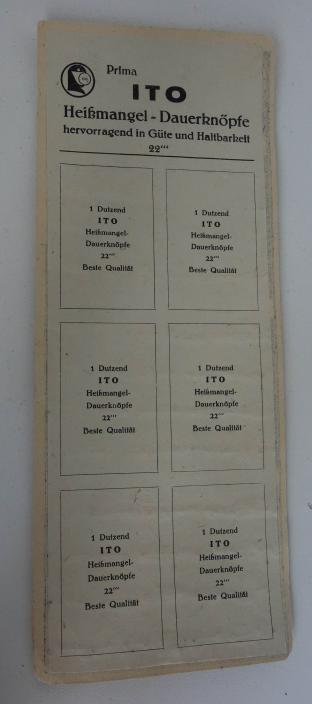 Prima
ITO
Heißmangel - Dauerknöpfe
hervorragend in Güte und Haltbarkeit
22'''
1 Dutzend
ITO
Heißmangel-
Dauerknöpfe
22'''
Beste Qualität
1 Dutzend
ITO
Heißmangel-
Dauerknöpfe
22'''
Beste Qualität
1 Dutzend
ITO
Heißmangel-
Dauerknöpfe
22'''
Beste Qualität
1 Dutzend
ITO
Heißmangel-
Dauerknöpfe
22'''
Beste Qualität
1 Dutzend
ITO
Heißmangel-
Dauerknöpfe
22'''
Beste Qualität
1 Dutzend
ITO
Heißmangel-
Dauerknöpfe
22'''
Beste Qualität